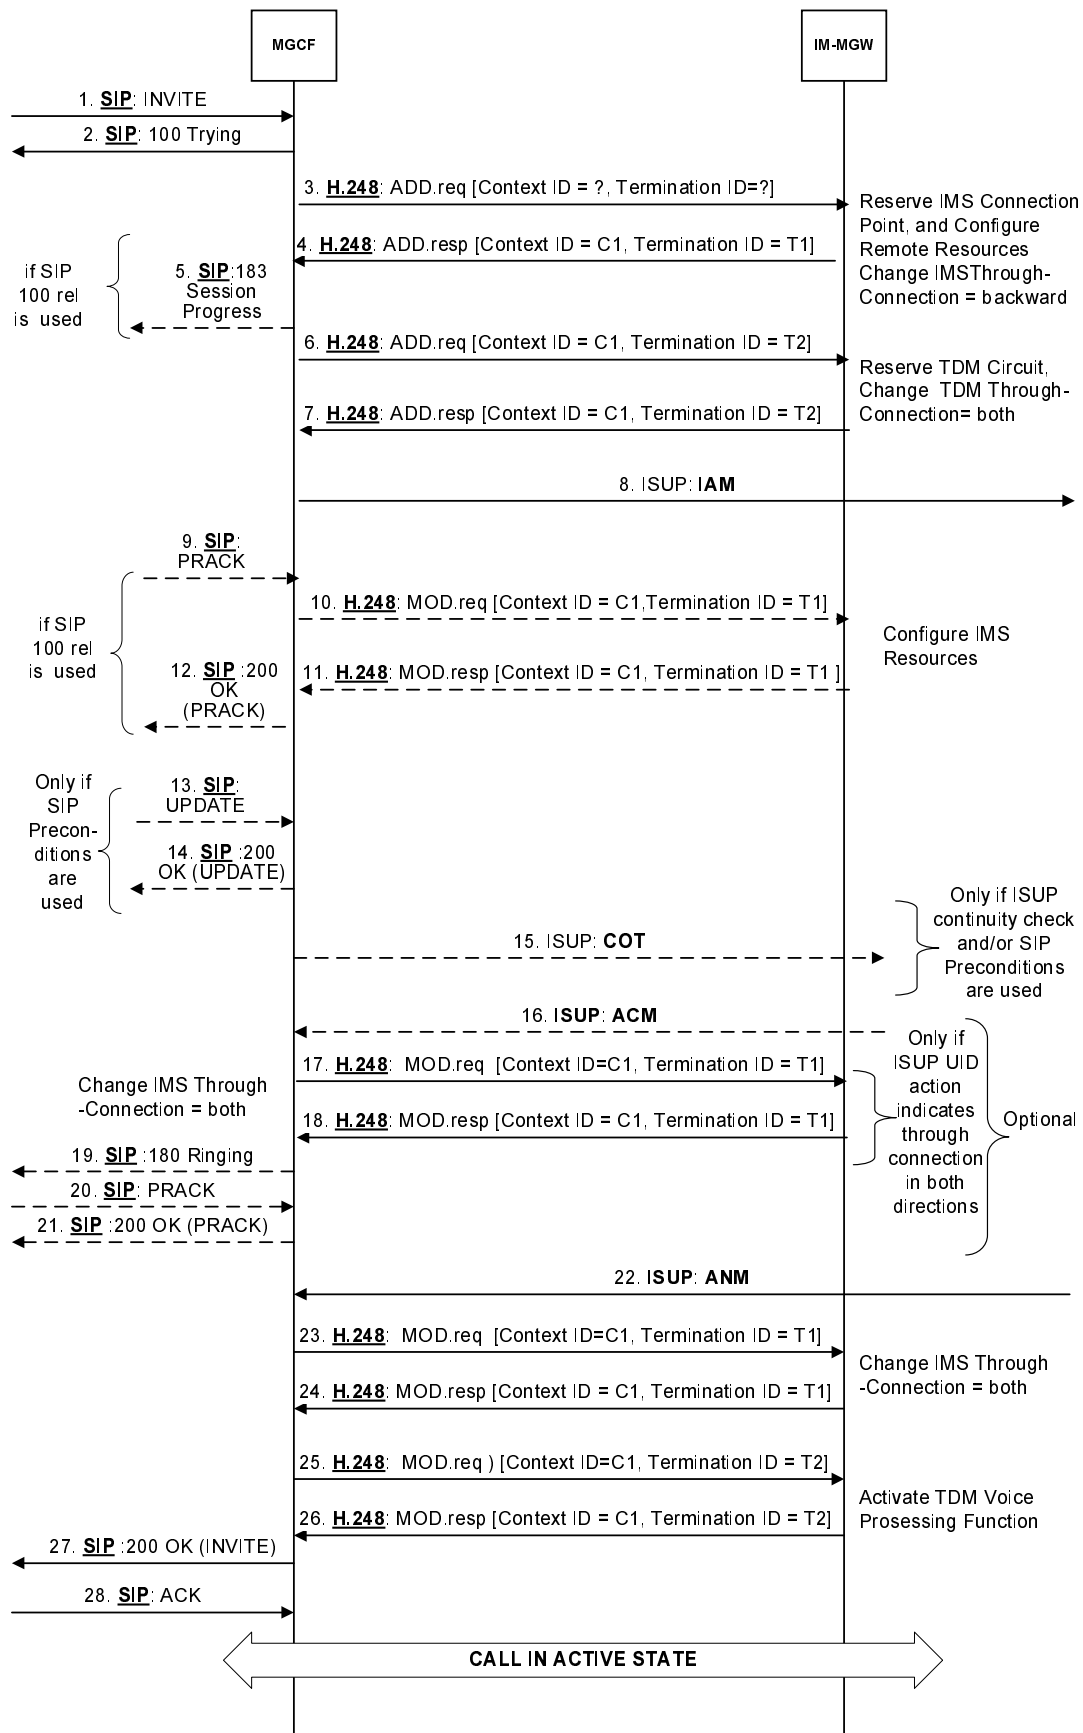 MGCF
IM-MGW
1. SIP: INVITE
2. SIP: 100 Trying
3. H.248: ADD.req [Context ID = ?, Termination ID=?]
Reserve IMS Connection
Point, and Configure
Remote Resources
Change IMSThrough-
Connection = backward
4. H.248: ADD.resp [Context ID = C1, Termination ID = T1]
if SIP
100 rel
is used
5. SIP:183
Session
Progress
6. H.248: ADD.req [Context ID = C1, Termination ID = T2]
Reserve TDM Circuit,
Change TDM Through-
Connection= both
7. H.248: ADD.resp [Context ID = C1, Termination ID = T2]
8. ISUP: IAM
9. SIP:
PRACK
if SIP
100 rel
is used
10. H.248: MOD.req [Context ID = C1,Termination ID = T1]
Configure IMS
Resources
11. H.248: MOD.resp [Context ID = C1, Termination ID = T1 ]
12. SIP :200
OK
(PRACK)
Only if
SIP
Precon-
ditions
are
used
13. SIP:
UPDATE
14. SIP :200
OK (UPDATE)
Only if ISUP
continuity check
and/or SIP
Preconditions
are used
15. ISUP: COT
16. ISUP: ACM
Only if
ISUP UID
action
indicates
through
connection
in both
directions
Optional
17. H.248: MOD.req [Context ID=C1, Termination ID = T1]
Change IMS Through
-Connection = both
18. H.248: MOD.resp [Context ID = C1, Termination ID = T1]
19. SIP :180 Ringing
20. SIP: PRACK
21. SIP :200 OK (PRACK)
22. ISUP: ANM
23. H.248: MOD.req [Context ID=C1, Termination ID = T1]
Change IMS Through
-Connection = both
24. H.248: MOD.resp [Context ID = C1, Termination ID = T1]
25. H.248: MOD.req ) [Context ID=C1, Termination ID = T2]
Activate TDM Voice
Prosessing Function
26. H.248: MOD.resp [Context ID = C1, Termination ID = T2]
27. SIP :200 OK (INVITE)
28. SIP: ACK
CALL IN ACTIVE STATE